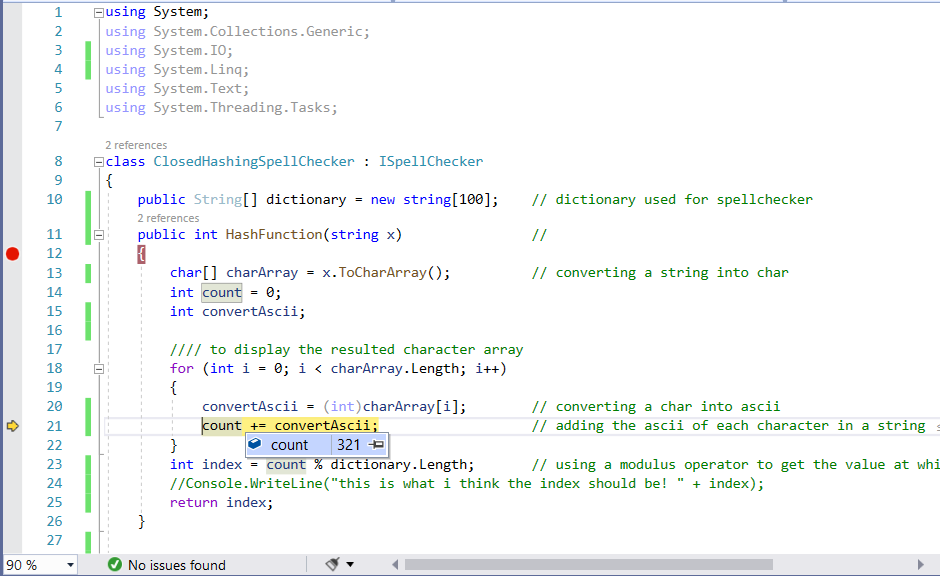 1 using System;
2 using System.Collections.Generic;
3 using System.IO;
4 using System.Linq;
5 using System.Text;
6 using System.Threading.Tasks;
7
2 references
8 class ClosedHashingSpellChecker : ISpellChecker
9 {
10 public String[] dictionary = new string[100]; // dictionary used for spellchecker
2 references
11 public int HashFunction(string x) //
12 {
13 char[] charArray = x.ToCharArray(); // converting a string into char
14 int count = 0;
15 int convertAscii;
16
17 //// to display the resulted character array
18 for (int i = 0; i < charArray.Length; i++)
19 {
20 convertAscii = (int)charArray[i]; // converting a char into ascii
21 count += convertAscii; // adding the ascii of each character in a string
count 321
22 }
23 int index = count % dictionary.Length; // using a modulus operator to get the value at
24 //Console.WriteLine("this is what i think the index should be! " + index);
25 return index;
26 }
27
90 % No issues found